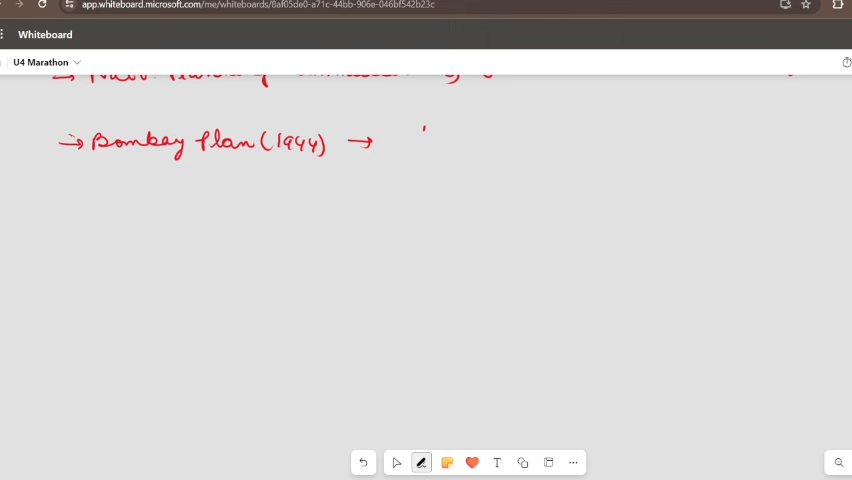 app.whiteboard.microsoft.com/me/whiteboards/8af05de0-a71c-44bb-906e-046bf542b23c
Whiteboard
U4 Marathon
→ Bombay Plan (1944) →